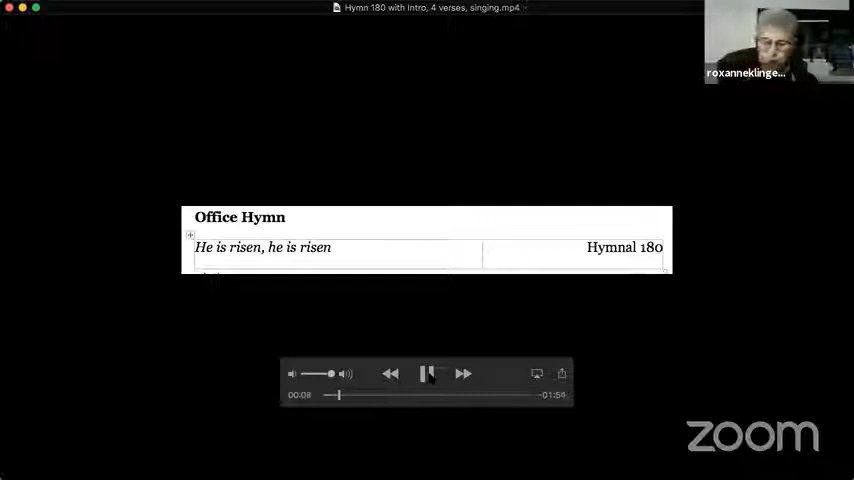 Hymn 180 with Intro, 4 verses, singing.mp4
roxanneklinge...
Office Hymn
He is risen, he is risen Hymnal 180
00:08 -01:54
zoom